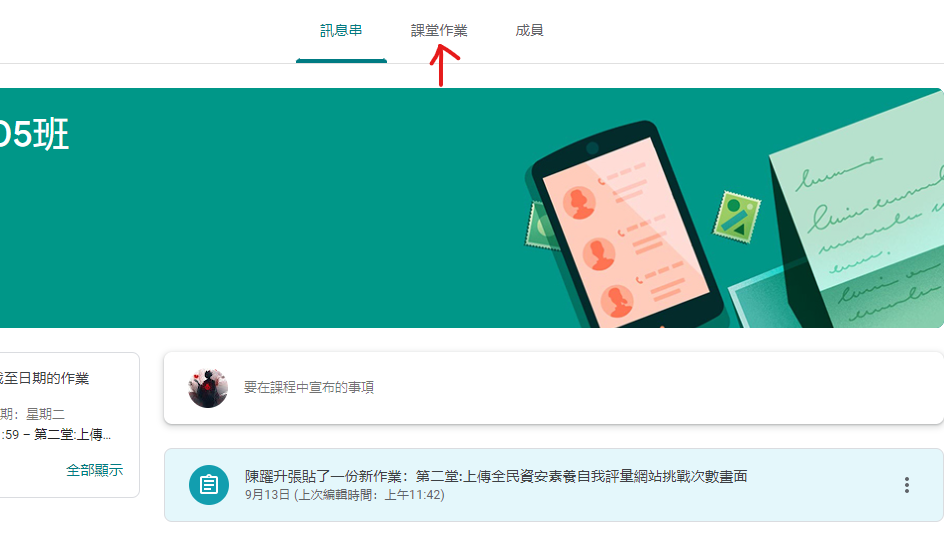 訊息串
課堂作業
成員
05班
至日期的作業
期：星期二
:59 – 第二堂:上傳...
全部顯示
要在課程中宣布的事項
陳躍升張貼了一份新作業：第二堂:上傳全民資安素養自我評量網站挑戰次數畫面
9月13日 (上次編輯時間：上午11:42)